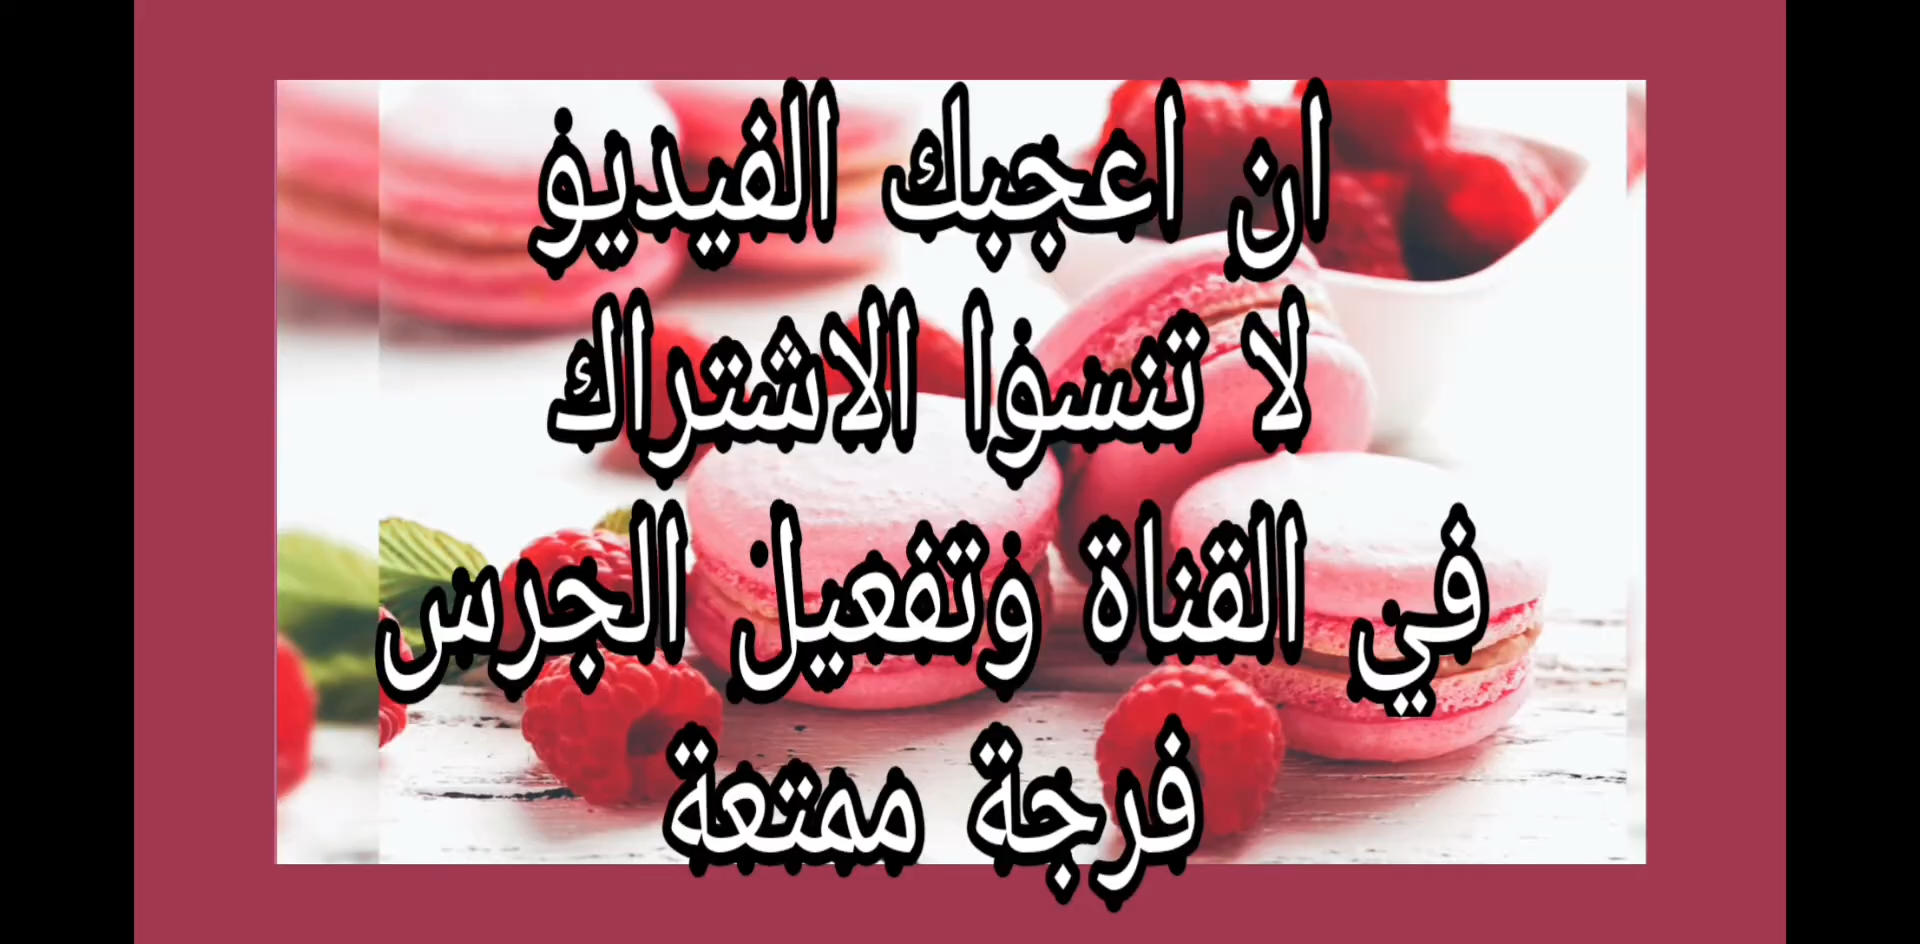 ان اعجبك الفيديو
لا تنسوا الاشتراك
في القناة وتفعيل الجرس
فرجة ممتعة